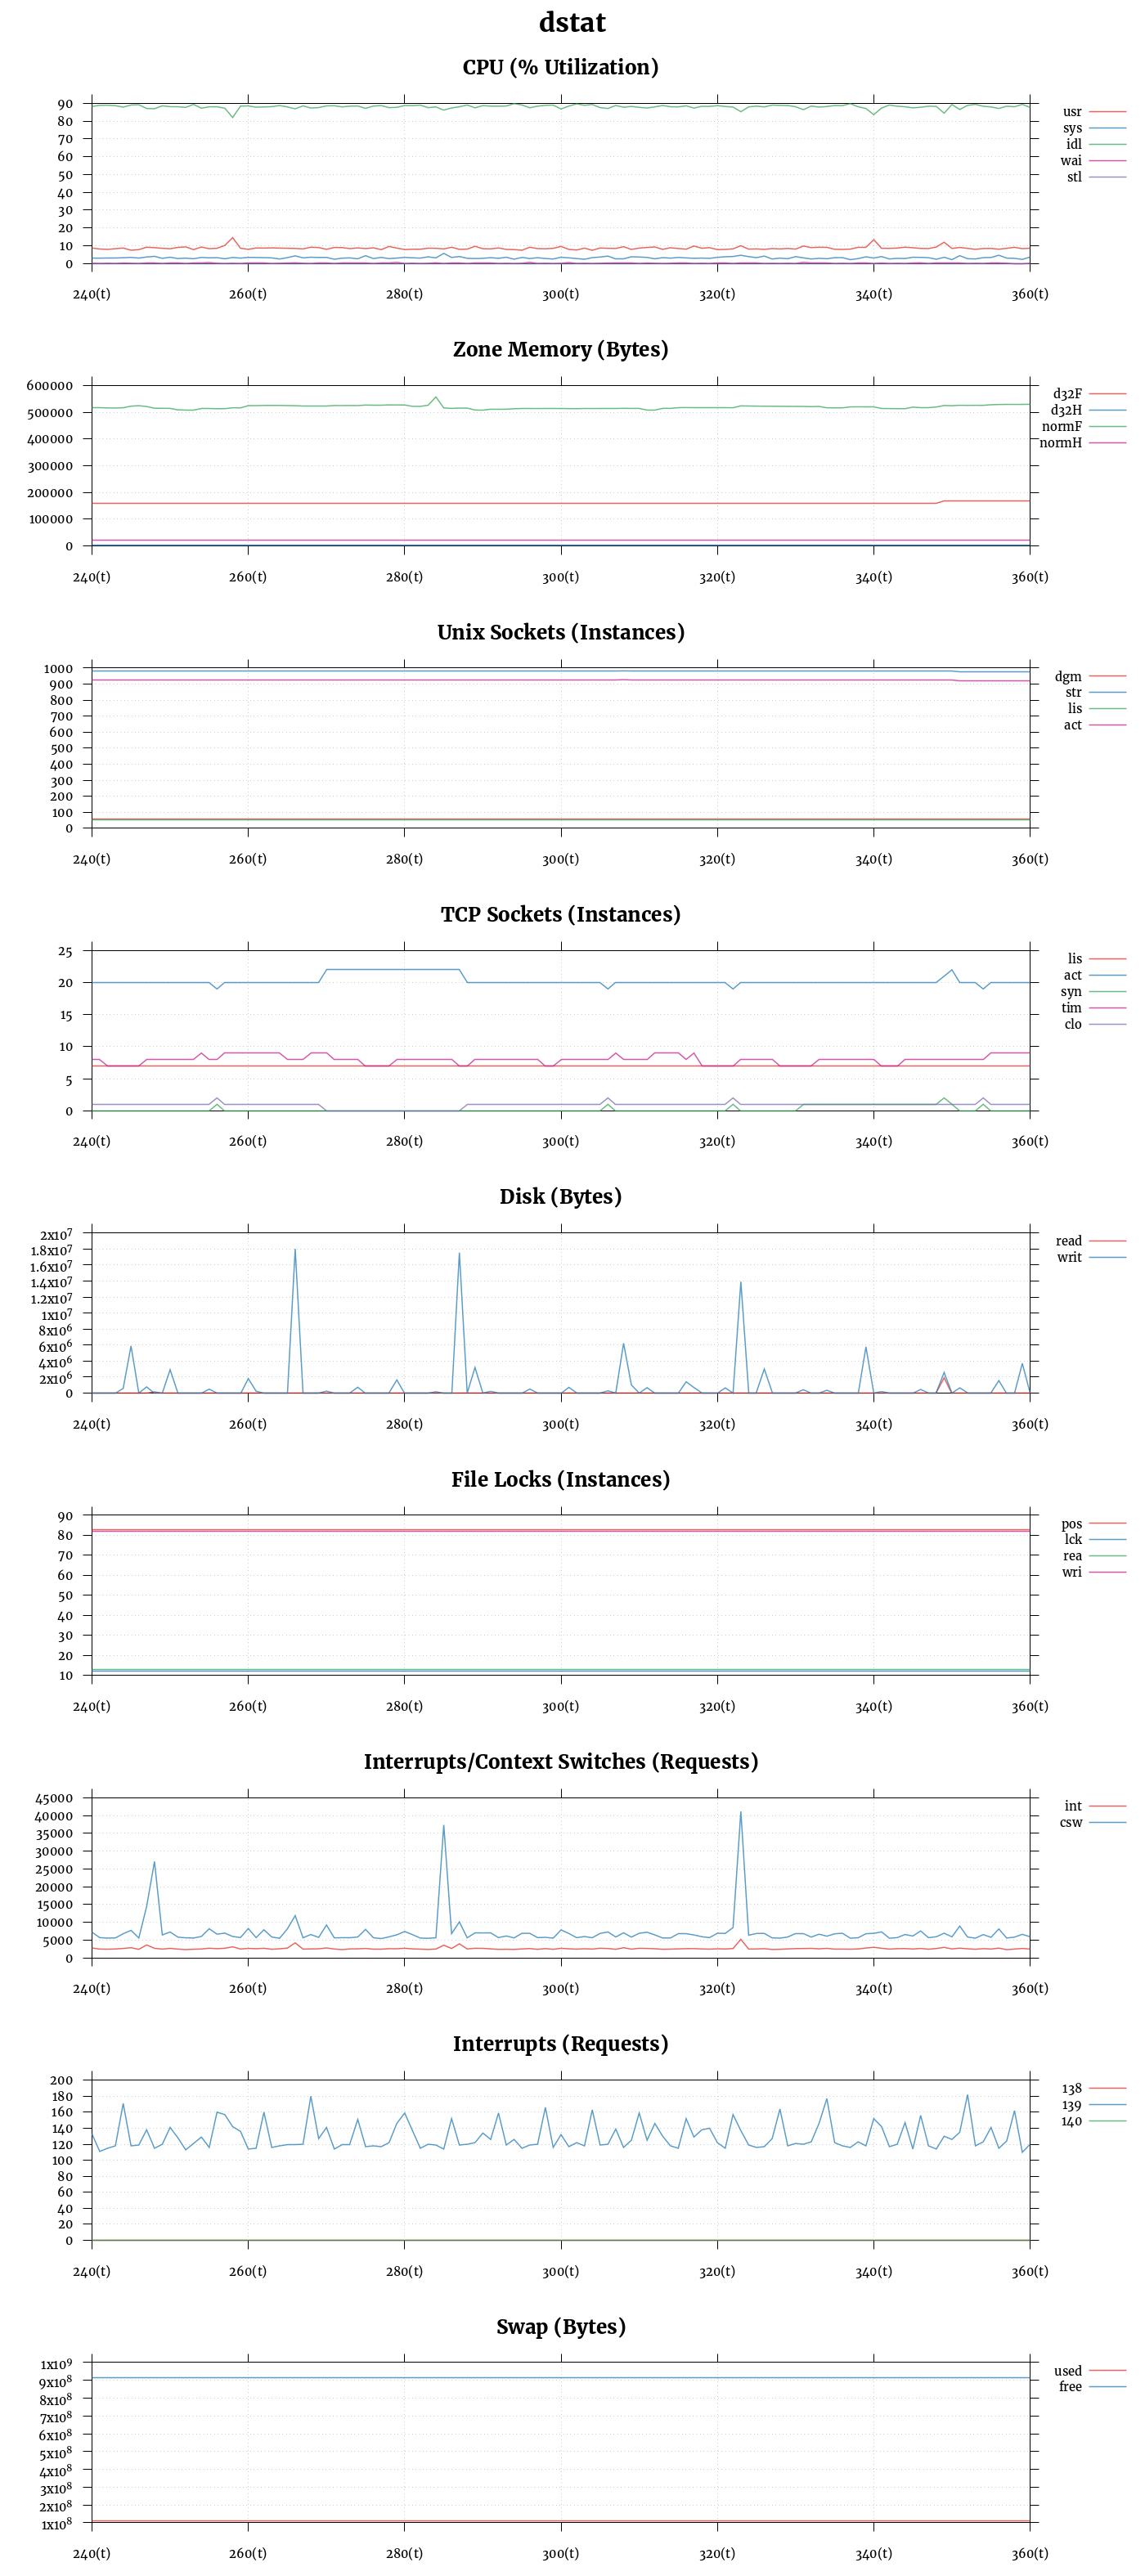 dstat
CPU (% Utilization)
90
80
70
60
50
40
30
20
10
0
240(t) 260(t) 280(t) 300(t) 320(t) 340(t) 360(t)
usr
sys
idl
wai
stl
Zone Memory (Bytes)
600000
500000
400000
300000
200000
100000
0
240(t) 260(t) 280(t) 300(t) 320(t) 340(t) 360(t)
d32F
d32H
normF
normH
Unix Sockets (Instances)
1000
900
800
700
600
500
400
300
200
100
0
240(t) 260(t) 280(t) 300(t) 320(t) 340(t) 360(t)
dgm
str
lis
act
TCP Sockets (Instances)
25
20
15
10
5
0
240(t) 260(t) 280(t) 300(t) 320(t) 340(t) 360(t)
lis
act
syn
tim
clo
Disk (Bytes)
2x10⁷
1.8x10⁷
1.6x10⁷
1.4x10⁷
1.2x10⁷
1x10⁷
8x10⁶
6x10⁶
4x10⁶
2x10⁶
0
240(t) 260(t) 280(t) 300(t) 320(t) 340(t) 360(t)
read
writ
File Locks (Instances)
90
80
70
60
50
40
30
20
10
240(t) 260(t) 280(t) 300(t) 320(t) 340(t) 360(t)
pos
lck
rea
wri
Interrupts/Context Switches (Requests)
45000
40000
35000
30000
25000
20000
15000
10000
5000
0
240(t) 260(t) 280(t) 300(t) 320(t) 340(t) 360(t)
int
csw
Interrupts (Requests)
200
180
160
140
120
100
80
60
40
20
0
240(t) 260(t) 280(t) 300(t) 320(t) 340(t) 360(t)
138
139
140
Swap (Bytes)
1x10⁹
9x10⁸
8x10⁸
7x10⁸
6x10⁸
5x10⁸
4x10⁸
3x10⁸
2x10⁸
1x10⁸
240(t) 260(t) 280(t) 300(t) 320(t) 340(t) 360(t)
used
free